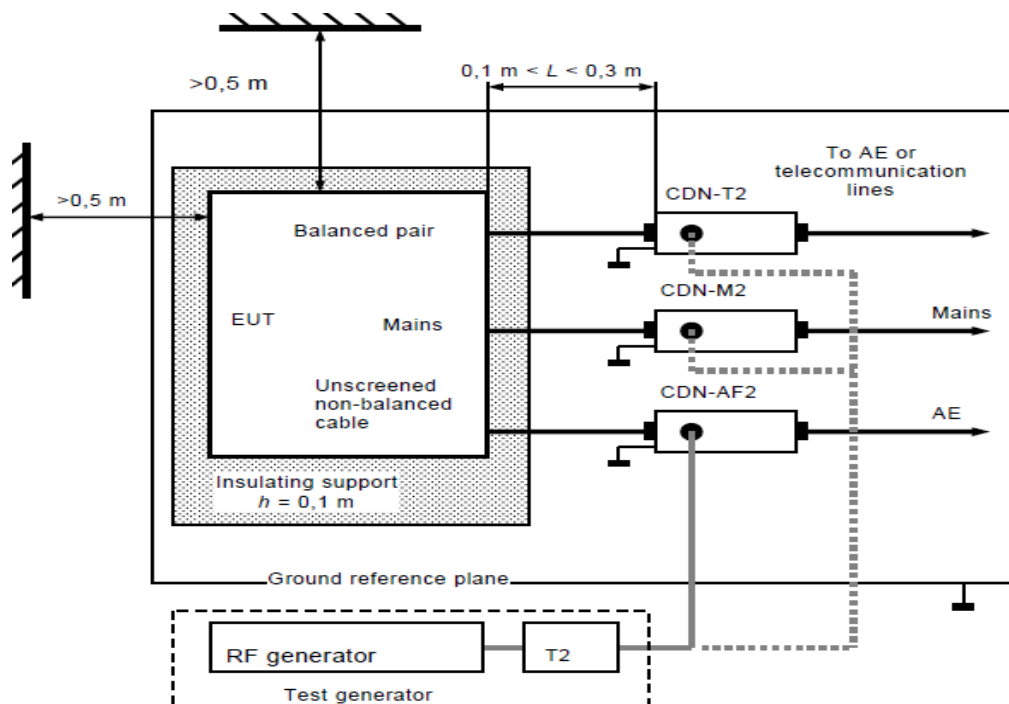 >0,5 m
0,1 m < L < 0,3 m
>0,5 m
To AE or
telecommunication
lines
CDN-T2
Balanced pair
CDN-M2
EUT
Mains
Mains
Unscreened
non-balanced
cable
CDN-AF2
AE
Insulating support
h = 0,1 m
Ground reference plane
RF generator
T2
Test generator